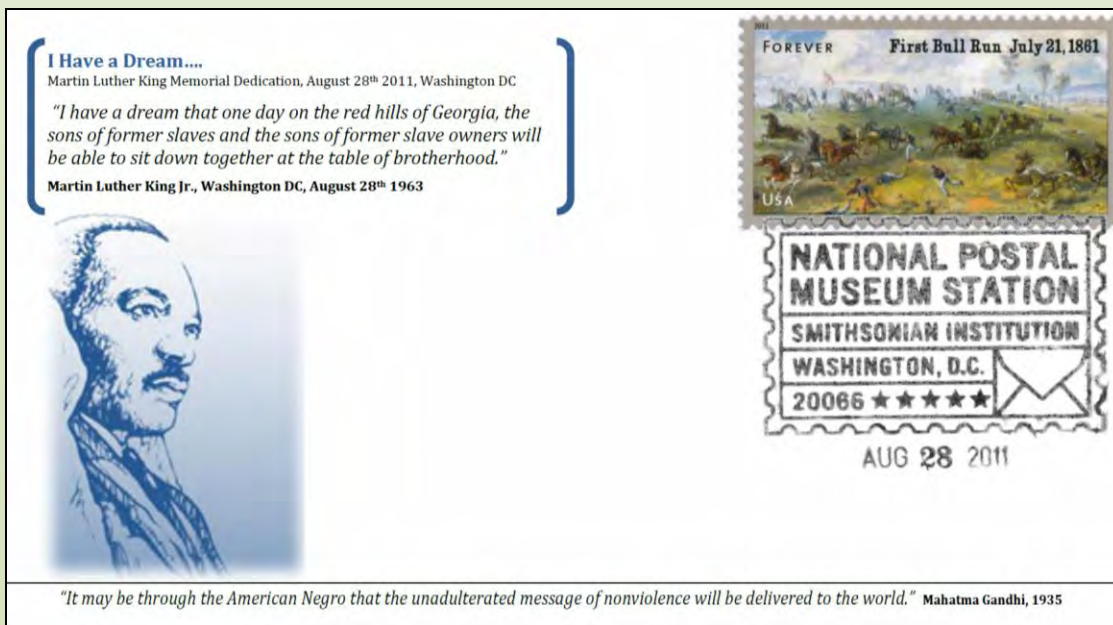 I Have a Dream....
Martin Luther King Memorial Dedication, August 28th 2011, Washington DC
"I have a dream that one day on the red hills of Georgia, the
sons of former slaves and the sons of former slave owners will
be able to sit down together at the table of brotherhood."
Martin Luther King Jr., Washington DC, August 28th 1963
2011
FOREVER First Bull Run July 21, 1861
USA
NATIONAL POSTAL
MUSEUM STATION
SMITHSONIAN INSTITUTION
WASHINGTON, D.C.
20066 ★★★★★
AUG 28 2011
"It may be through the American Negro that the unadulterated message of nonviolence will be delivered to the world." Mahatma Gandhi, 1935